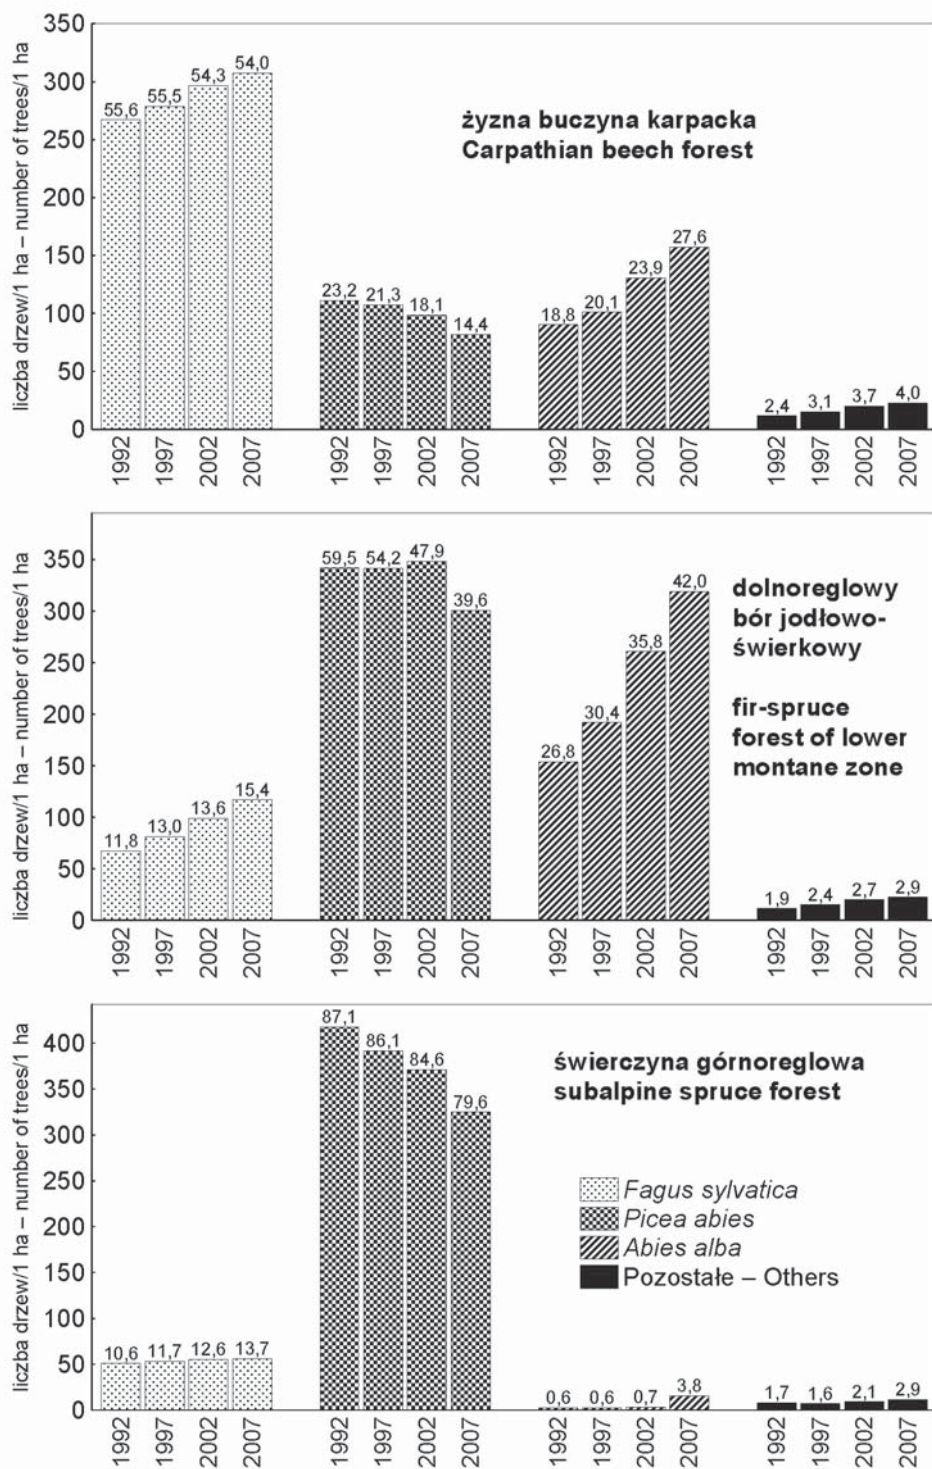 350
300
250
200
150
100
50
0
liczba drzew/1 ha – number of trees/1 ha
żyzna buczyna karpacka
Carpathian beech forest
55,6 55,5 54,3 54,0
23,2 21,3 18,1 14,4
18,8 20,1 23,9 27,6
2,4 3,1 3,7 4,0
1992 1997 2002 2007 1992 1997 2002 2007 1992 1997 2002 2007 1992 1997 2002 2007
350
300
250
200
150
100
50
0
liczba drzew/1 ha – number of trees/1 ha
dolnoreglowy
bór jodłowo-
świerkowy
fir-spruce
forest of lower
montane zone
11,8 13,0 13,6 15,4
59,5 54,2 47,9 39,6
26,8 30,4 35,8 42,0
1,9 2,4 2,7 2,9
1992 1997 2002 2007 1992 1997 2002 2007 1992 1997 2002 2007 1992 1997 2002 2007
400
350
300
250
200
150
100
50
0
liczba drzew/1 ha – number of trees/1 ha
świerczyna górnoreglowa
subalpine spruce forest
Fagus sylvatica
Picea abies
Abies alba
Pozostałe – Others
10,6 11,7 12,6 13,7
87,1 86,1 84,6 79,6
0,6 0,6 0,7 3,8
1,7 1,6 2,1 2,9
1992 1997 2002 2007 1992 1997 2002 2007 1992 1997 2002 2007 1992 1997 2002 2007